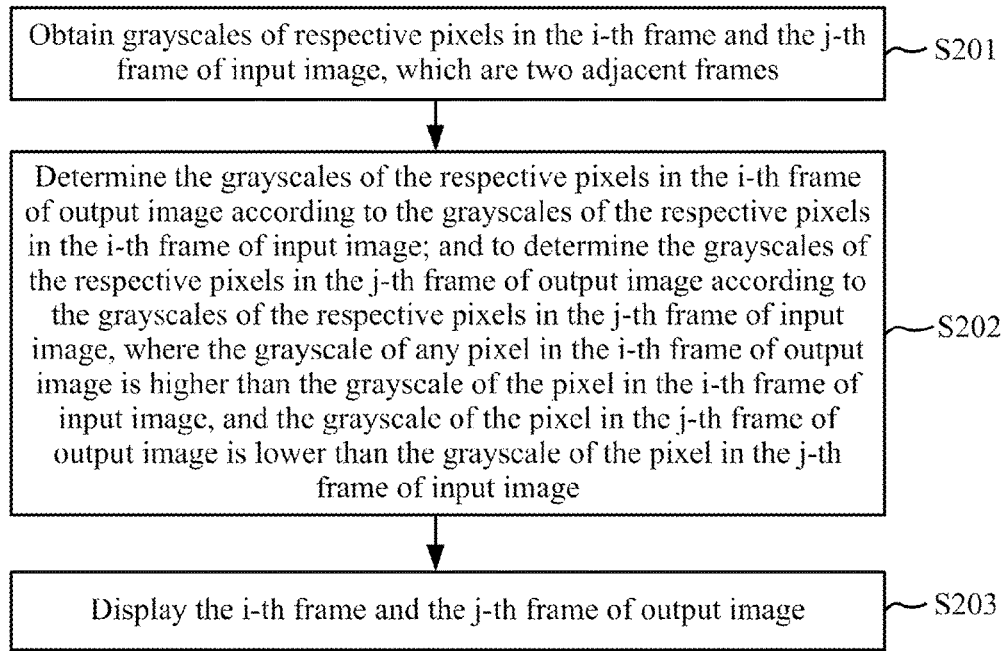 Obtain grayscales of respective pixels in the i-th frame and the j-th
frame of input image, which are two adjacent frames
S201
Determine the grayscales of the respective pixels in the i-th frame
of output image according to the grayscales of the respective pixels
in the i-th frame of input image; and to determine the grayscales of
the respective pixels in the j-th frame of output image according to
the grayscales of the respective pixels in the j-th frame of input
image, where the grayscale of any pixel in the i-th frame of output
image is higher than the grayscale of the pixel in the i-th frame of
input image, and the grayscale of the pixel in the j-th frame of
output image is lower than the grayscale of the pixel in the j-th
frame of input image
S202
Display the i-th frame and the j-th frame of output image
S203